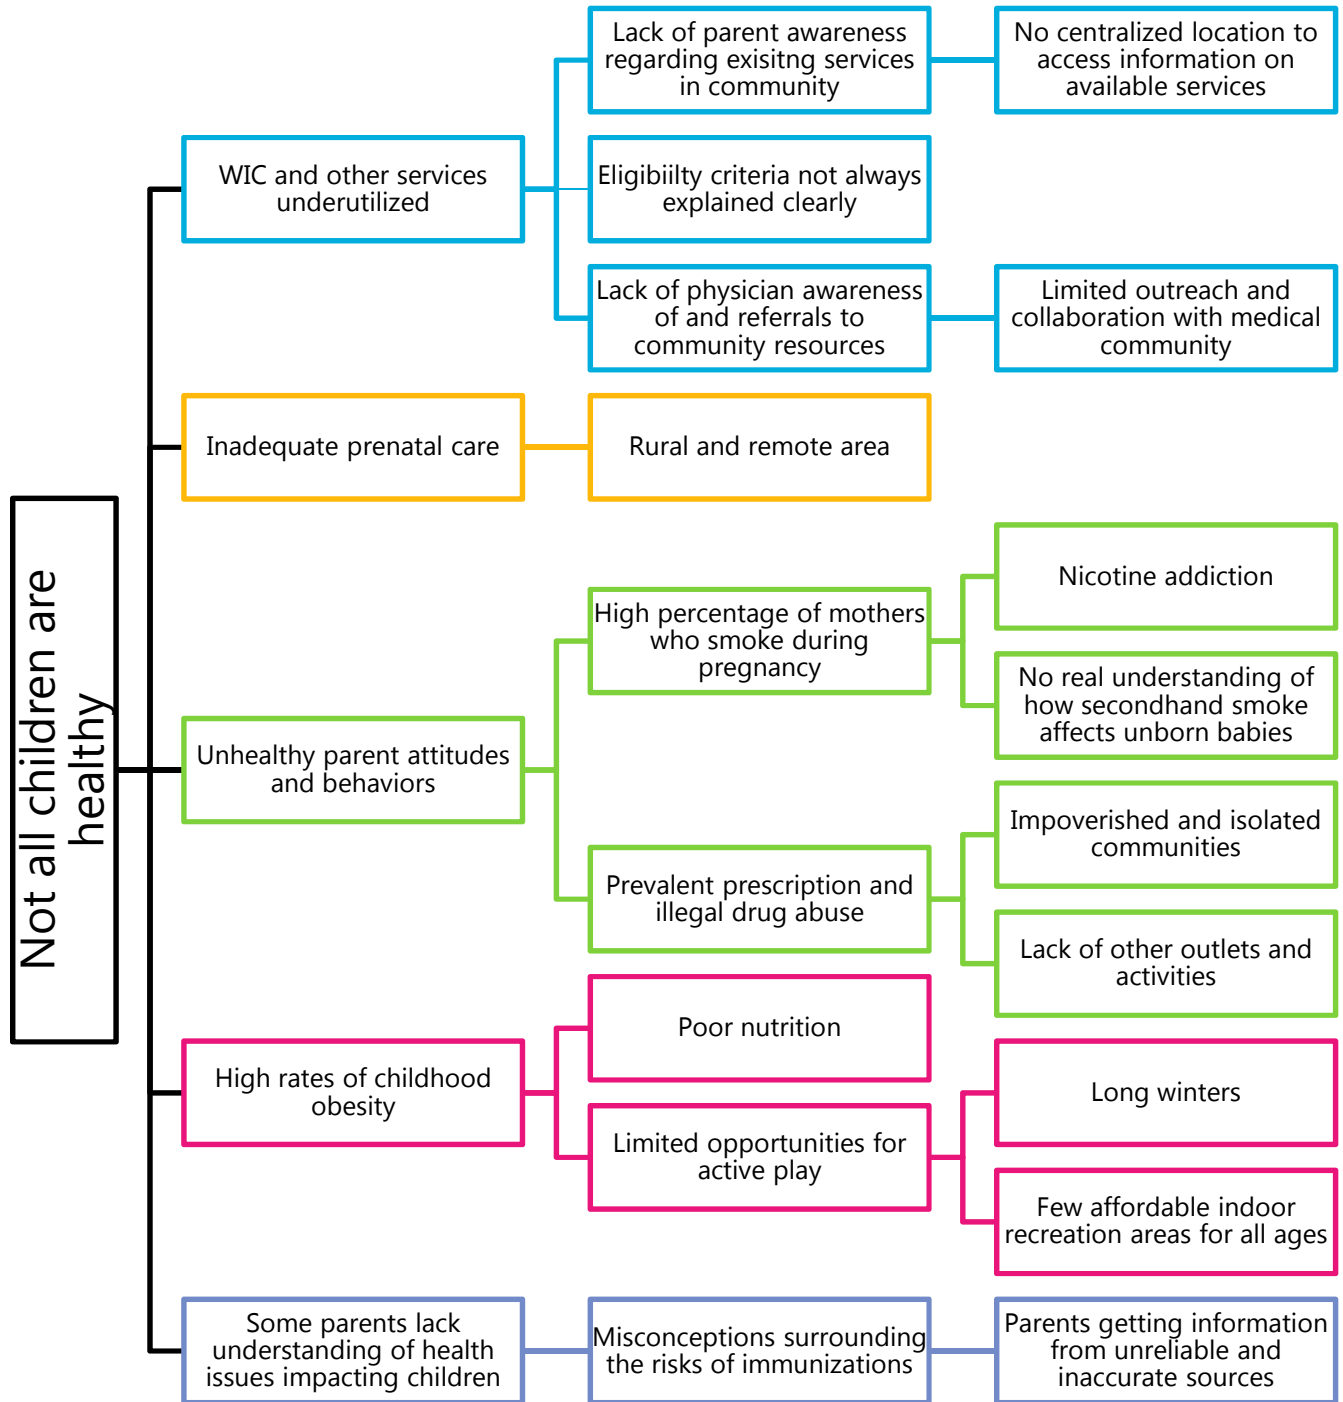 Not all children are
healthy
WIC and other services
underutilized
Lack of parent awareness
regarding exisitng services
in community
No centralized location to
access information on
available services
Eligibiilty criteria not always
explained clearly
Lack of physician awareness
of and referrals to
community resources
Limited outreach and
collaboration with medical
community
Inadequate prenatal care
Rural and remote area
Unhealthy parent attitudes
and behaviors
High percentage of mothers
who smoke during
pregnancy
Nicotine addiction
No real understanding of
how secondhand smoke
affects unborn babies
Prevalent prescription and
illegal drug abuse
Impoverished and isolated
communities
Lack of other outlets and
activities
High rates of childhood
obesity
Poor nutrition
Limited opportunities for
active play
Long winters
Few affordable indoor
recreation areas for all ages
Some parents lack
understanding of health
issues impacting children
Misconceptions surrounding
the risks of immunizations
Parents getting information
from unreliable and
inaccurate sources